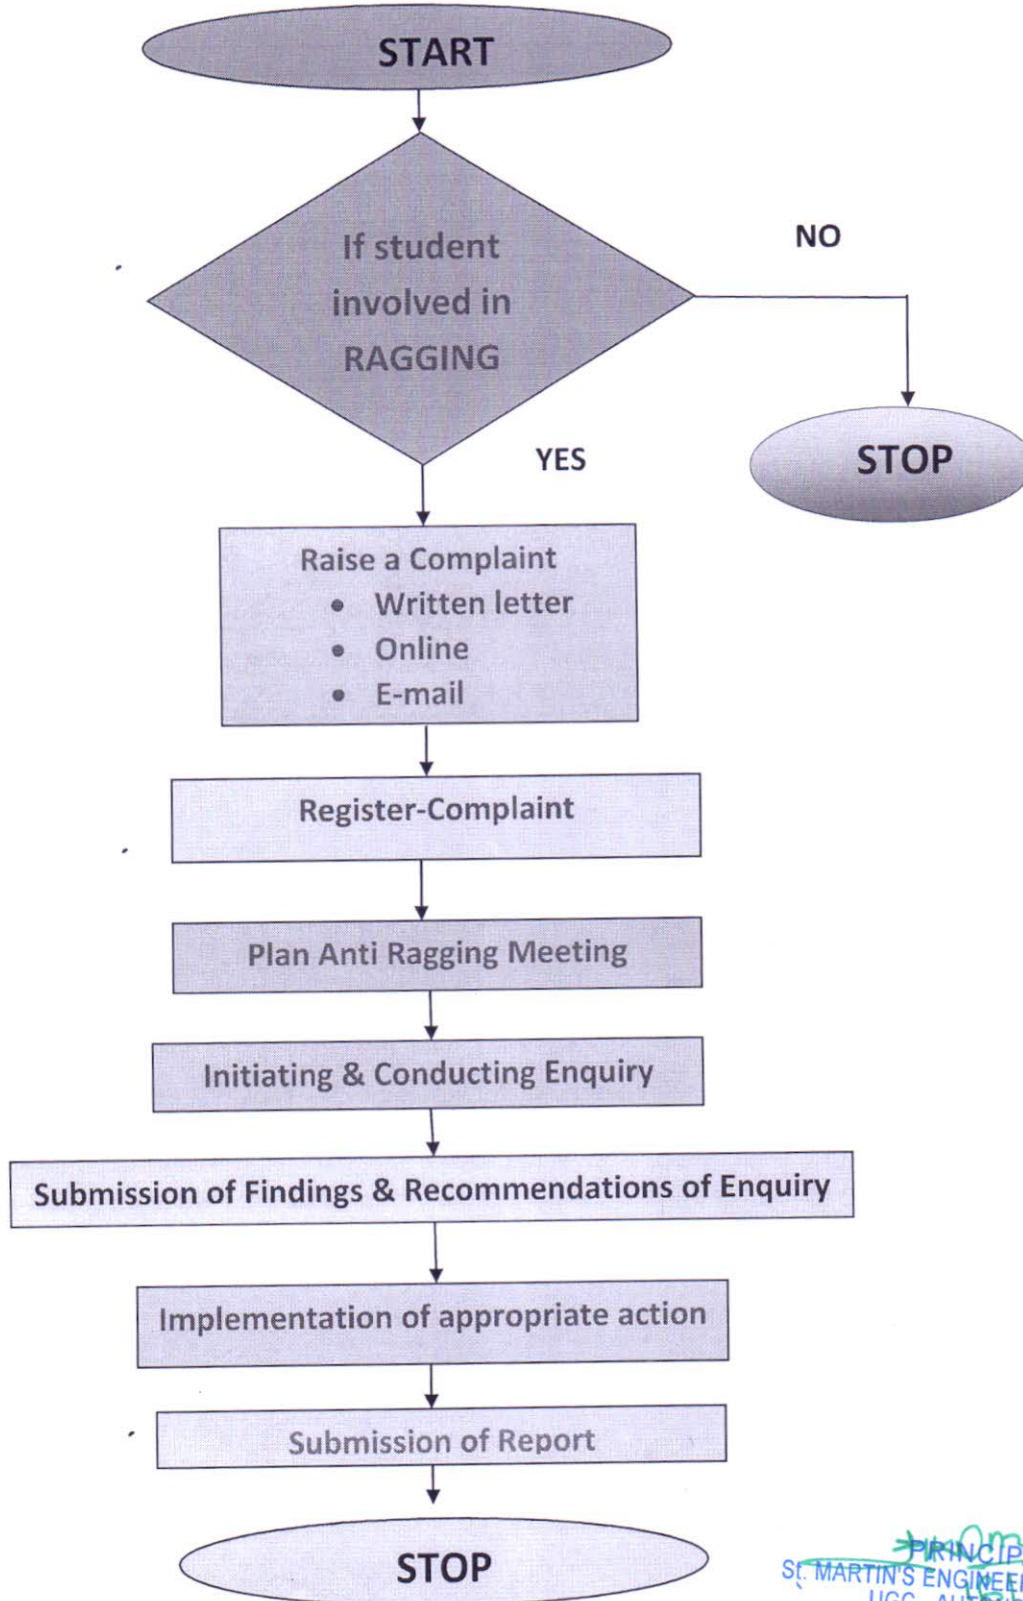 START
If student
involved in
RAGGING
NO
YES
STOP
Raise a Complaint
• Written letter
• Online
• E-mail
Register-Complaint
Plan Anti Ragging Meeting
Initiating & Conducting Enquiry
Submission of Findings & Recommendations of Enquiry
Implementation of appropriate action
Submission of Report
STOP
St. MARTIN'S